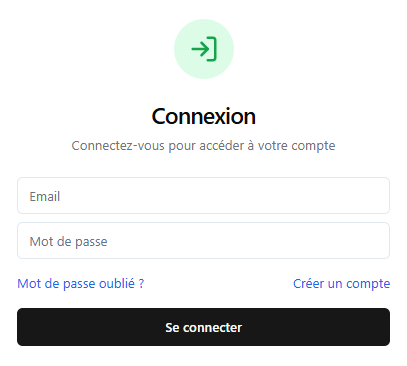 Connexion
Connectez-vous pour accéder à votre compte
Email
Mot de passe
Mot de passe oublié ?
Créer un compte
Se connecter